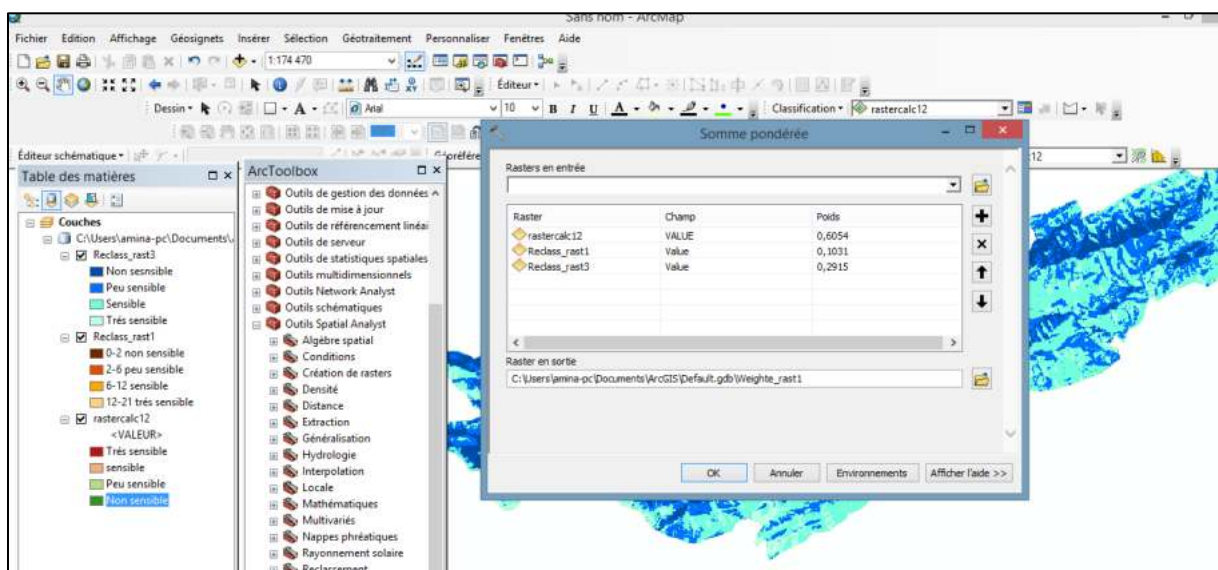 Sans nom - ArcMap
Fichier Edition Affichage Géosignets Insérer Sélection Géotraitement Personnaliser Fenêtres Aide
1:174 470
Éditeur
Dessin A Arial 10 B I U A Classification rastercalc12
Éditeur schématique Géoréfére 12
Table des matières
Couches
C:\Users\amina-pc\Documents\
Reclass_rast3
Non sesnsible
Peu sensible
Sensible
Trés sensible
Reclass_rast1
0-2 non sensible
2-6 peu sensible
6-12 sensible
12-21 trés sensible
rastercalc12
<VALEUR>
Trés sensible
sensible
Peu sensible
Non sensible
ArcToolbox
Outils de gestion des données
Outils de mise à jour
Outils de référencement linéai
Outils de serveur
Outils de statistiques spatiales
Outils multidimensionnels
Outils Network Analyst
Outils schématiques
Outils Spatial Analyst
Algèbre spatial
Conditions
Création de rasters
Densité
Distance
Extraction
Généralisation
Hydrologie
Interpolation
Locale
Mathématiques
Multivariés
Nappes phréatiques
Rayonnement solaire
Reclassement
Somme pondérée
Rasters en entrée
Raster Champ Poids
rastercalc12 VALUE 0,6054
Reclass_rast1 Value 0,1031
Reclass_rast3 Value 0,2915
Raster en sortie
C:\Users\amina-pc\Documents\ArcGIS\Default.gdb\Weighte_rast1
OK Annuler Environnements Afficher l'aide >>